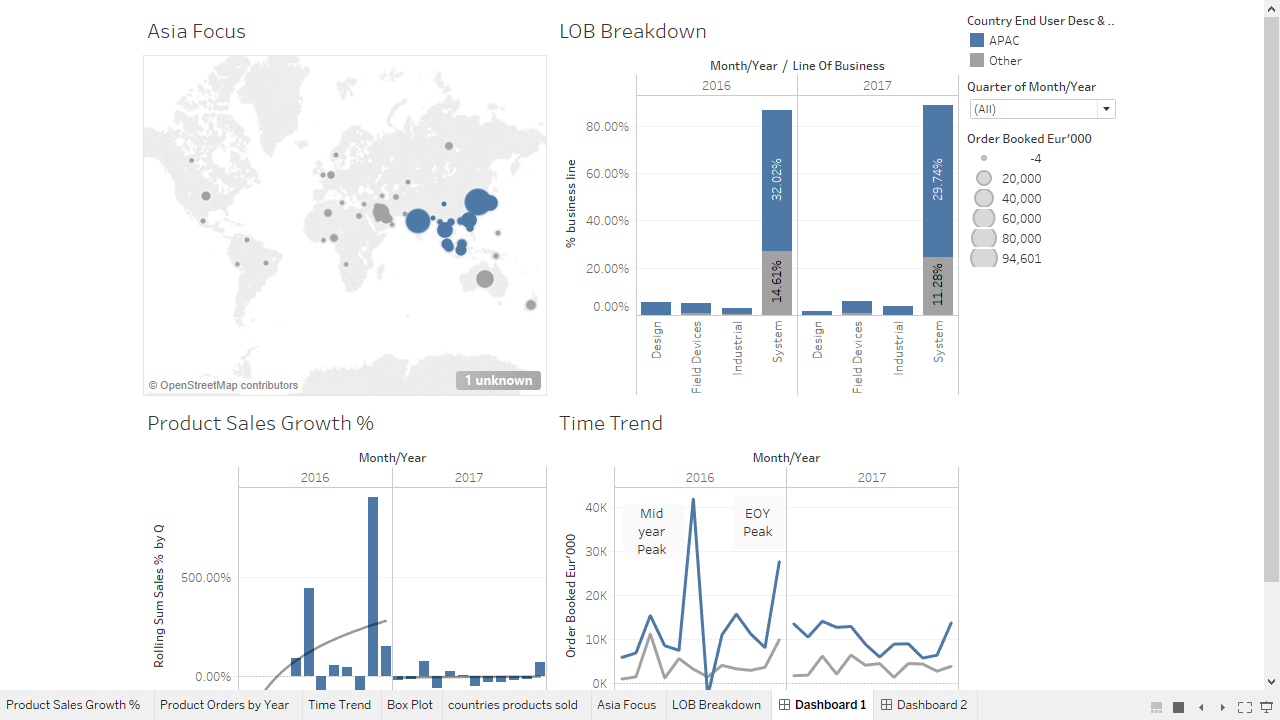 Asia Focus
© OpenStreetMap contributors
1 unknown
LOB Breakdown
Month/Year / Line Of Business
2016
2017
% business line
80.00%
60.00%
40.00%
20.00%
0.00%
32.02%
14.61%
29.74%
11.28%
Design
Field Devices
Industrial
System
Design
Field Devices
Industrial
System
Country End User Desc & ..
APAC
Other
Quarter of Month/Year
(All)
Order Booked Eur'000
-4
20,000
40,000
60,000
80,000
94,601
Product Sales Growth %
Month/Year
2016
2017
Rolling Sum Sales % by Q
500.00%
0.00%
Time Trend
Month/Year
2016
2017
Order Booked Eur'000
40K
30K
20K
10K
0K
Mid
year
Peak
EOY
Peak
Product Sales Growth %
Product Orders by Year
Time Trend
Box Plot
countries products sold
Asia Focus
LOB Breakdown
Dashboard 1
Dashboard 2